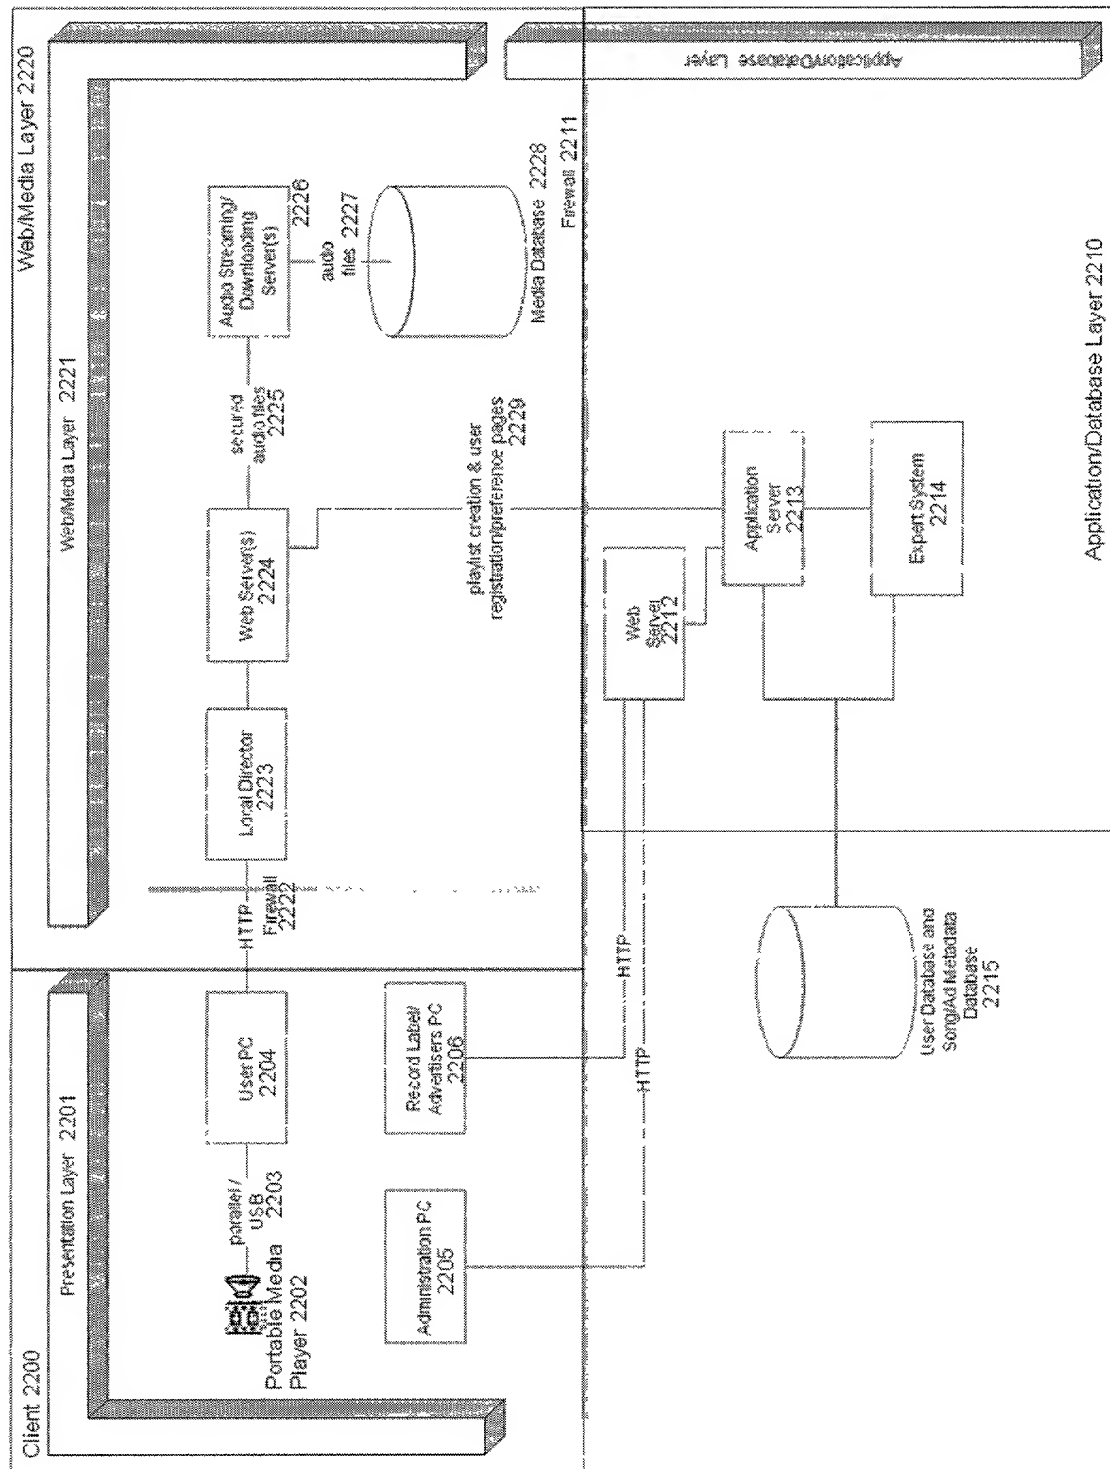 Client 2200
Presentation Layer 2201
Portable Media
Player 2202
parallel /
USB
2203
User PC
2204
Administration PC
2205
Record Label/
Advertisers PC
2206
Web/Media Layer 2220
Web/Media Layer 2221
HTTP
Firewall
2222
Local Director
2223
Web Server(s)
2224
secured
audio files
2225
Audio Streaming/
Downloading
Server(s)
2226
audio
files 2227
Media Database 2228
playlist creation & user
registration/preference pages
2229
Firewall 2211
Application/Database Layer
HTTP
HTTP
Web
Server
2212
Application
Server
2213
Expert System
2214
User Database and
Song/Ad Metadata
Database
2215
Application/Database Layer 2210